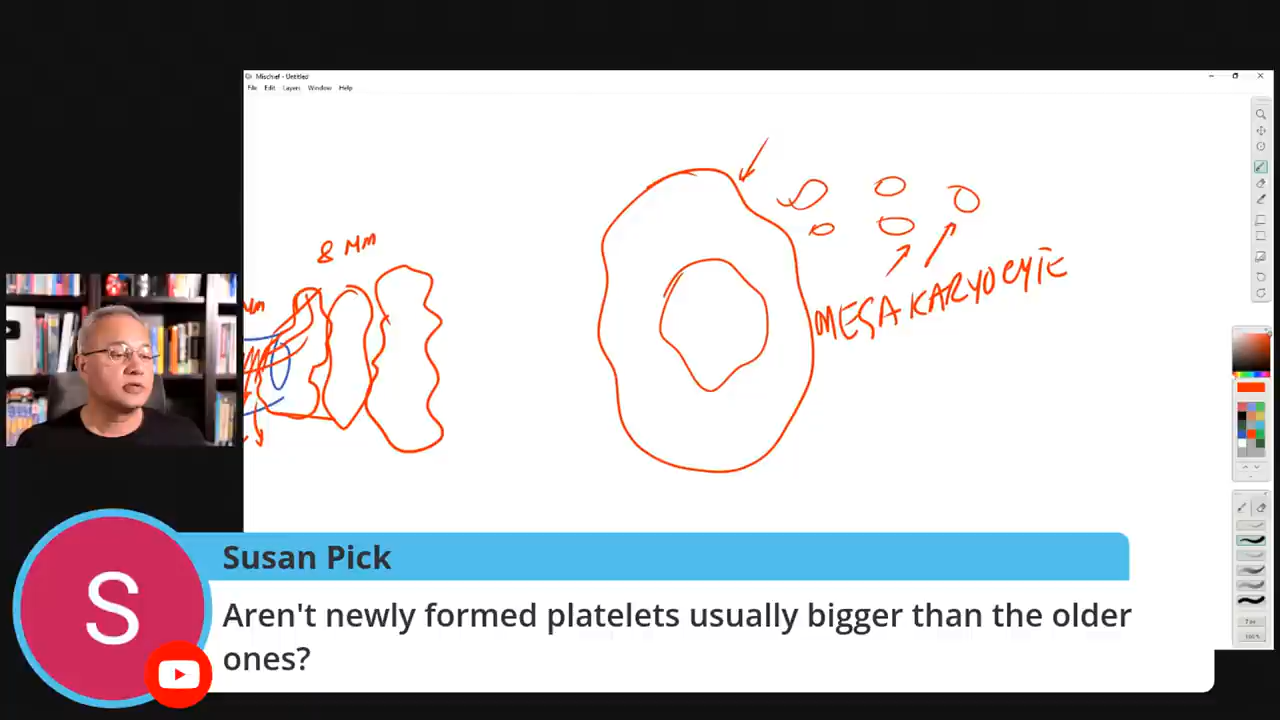 Mischief - Untitled
File Edit Layers Window Help
8 MM
MEGAKARYOCYTE
S
Susan Pick
Aren't newly formed platelets usually bigger than the older
ones?